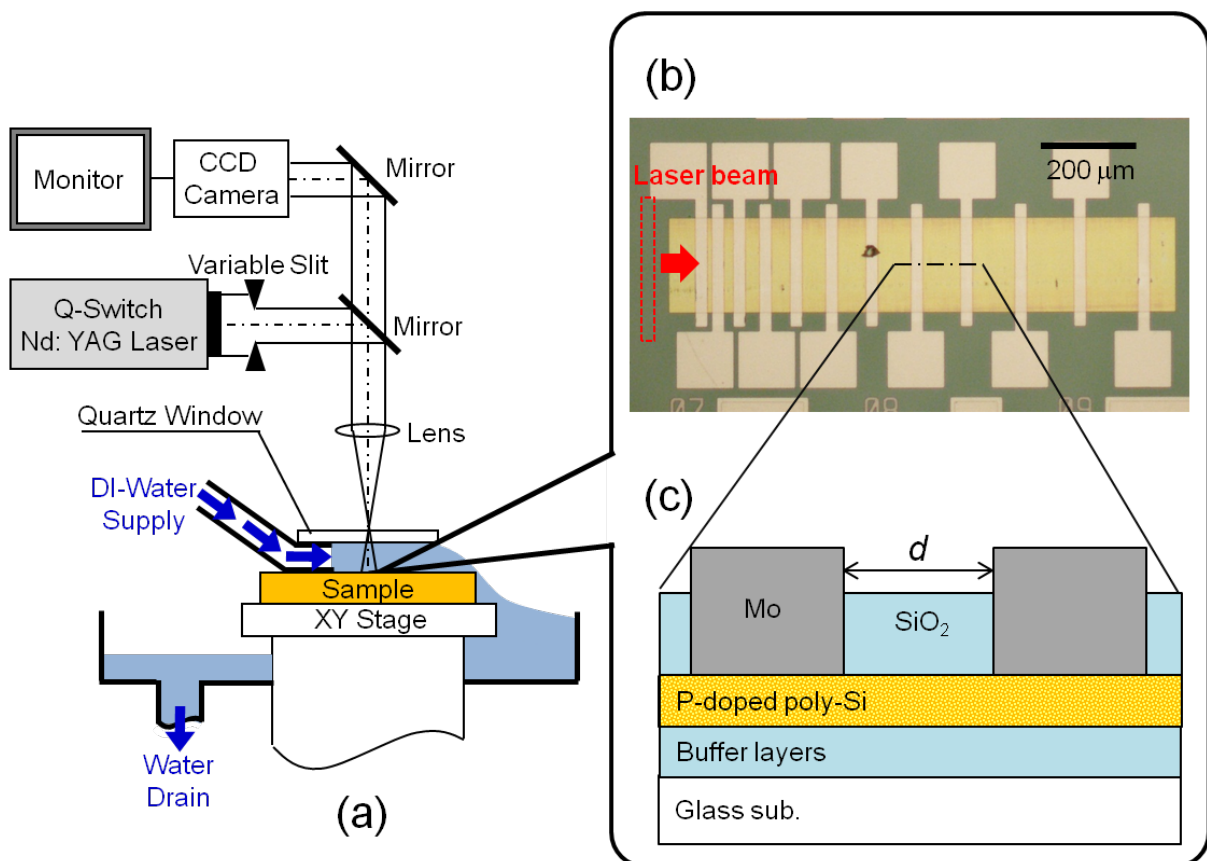 (b)
Laser beam
200 μm
07
08
09
Monitor
CCD
Camera
Mirror
Variable Slit
Q-Switch
Nd: YAG Laser
Mirror
Quartz Window
Lens
DI-Water
Supply
Sample
XY Stage
Water
Drain
(a)
(c)
d
Mo
SiO₂
P-doped poly-Si
Buffer layers
Glass sub.